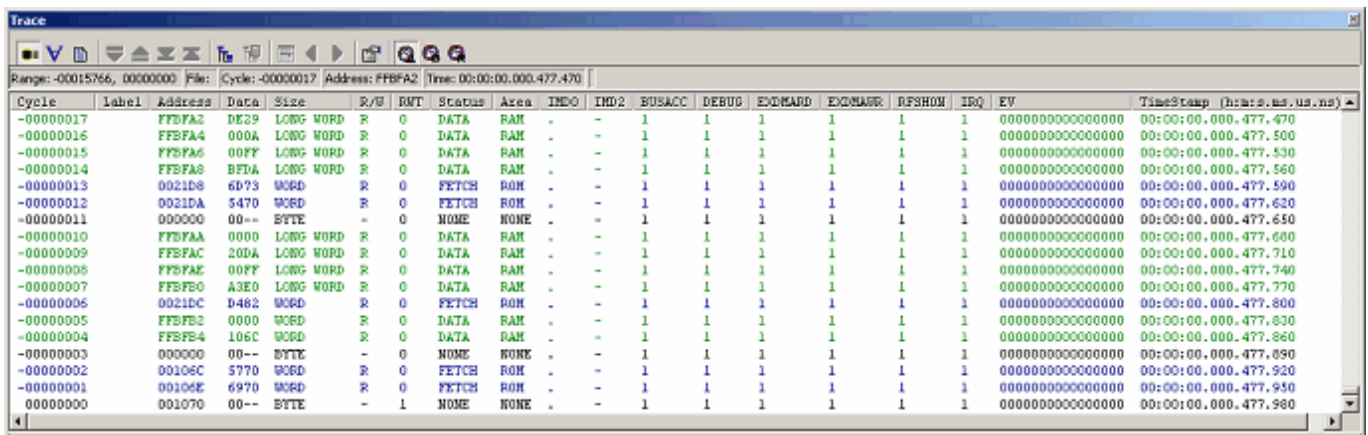 Trace
Range: -00015766, 00000000 File: Cycle: -00000017 Address: FFBFA2 Time: 00:00:00.000.477.470
Cycle Label Address Data Size R/W RWT Status Area IMDO IMD2 BUSACC DEBUG EXDMARD EXDMAWR RFSHON IRQ EV TimeStamp (h:m:s.ms.us.ns)
-00000017 FFBFA2 DE29 LONG WORD R 0 DATA RAM . - 1 1 1 1 1 1 0000000000000000 00:00:00.000.477.470
-00000016 FFBFA4 000A LONG WORD R 0 DATA RAM . - 1 1 1 1 1 1 0000000000000000 00:00:00.000.477.500
-00000015 FFBFA6 00FF LONG WORD R 0 DATA RAM . - 1 1 1 1 1 1 0000000000000000 00:00:00.000.477.530
-00000014 FFBFA8 BFDA LONG WORD R 0 DATA RAM . - 1 1 1 1 1 1 0000000000000000 00:00:00.000.477.560
-00000013 0021D8 6D73 WORD R 0 FETCH ROM . - 1 1 1 1 1 1 0000000000000000 00:00:00.000.477.590
-00000012 0021DA 5470 WORD R 0 FETCH ROM . - 1 1 1 1 1 1 0000000000000000 00:00:00.000.477.620
-00000011 000000 00-- BYTE - 0 NONE NONE . - 1 1 1 1 1 1 0000000000000000 00:00:00.000.477.650
-00000010 FFBFAA 0000 LONG WORD R 0 DATA RAM . - 1 1 1 1 1 1 0000000000000000 00:00:00.000.477.680
-00000009 FFBFAC 20DA LONG WORD R 0 DATA RAM . - 1 1 1 1 1 1 0000000000000000 00:00:00.000.477.710
-00000008 FFBFAE 00FF LONG WORD R 0 DATA RAM . - 1 1 1 1 1 1 0000000000000000 00:00:00.000.477.740
-00000007 FFBFB0 A3E0 LONG WORD R 0 DATA RAM . - 1 1 1 1 1 1 0000000000000000 00:00:00.000.477.770
-00000006 0021DC D482 WORD R 0 FETCH ROM . - 1 1 1 1 1 1 0000000000000000 00:00:00.000.477.800
-00000005 FFBFB2 0000 WORD R 0 DATA RAM . - 1 1 1 1 1 1 0000000000000000 00:00:00.000.477.830
-00000004 FFBFB4 106C WORD R 0 DATA RAM . - 1 1 1 1 1 1 0000000000000000 00:00:00.000.477.860
-00000003 000000 00-- BYTE - 0 NONE NONE . - 1 1 1 1 1 1 0000000000000000 00:00:00.000.477.890
-00000002 00106C 5770 WORD R 0 FETCH ROM . - 1 1 1 1 1 1 0000000000000000 00:00:00.000.477.920
-00000001 00106E 6970 WORD R 0 FETCH ROM . - 1 1 1 1 1 1 0000000000000000 00:00:00.000.477.950
00000000 001070 00-- BYTE - 1 NONE NONE . - 1 1 1 1 1 1 0000000000000000 00:00:00.000.477.980